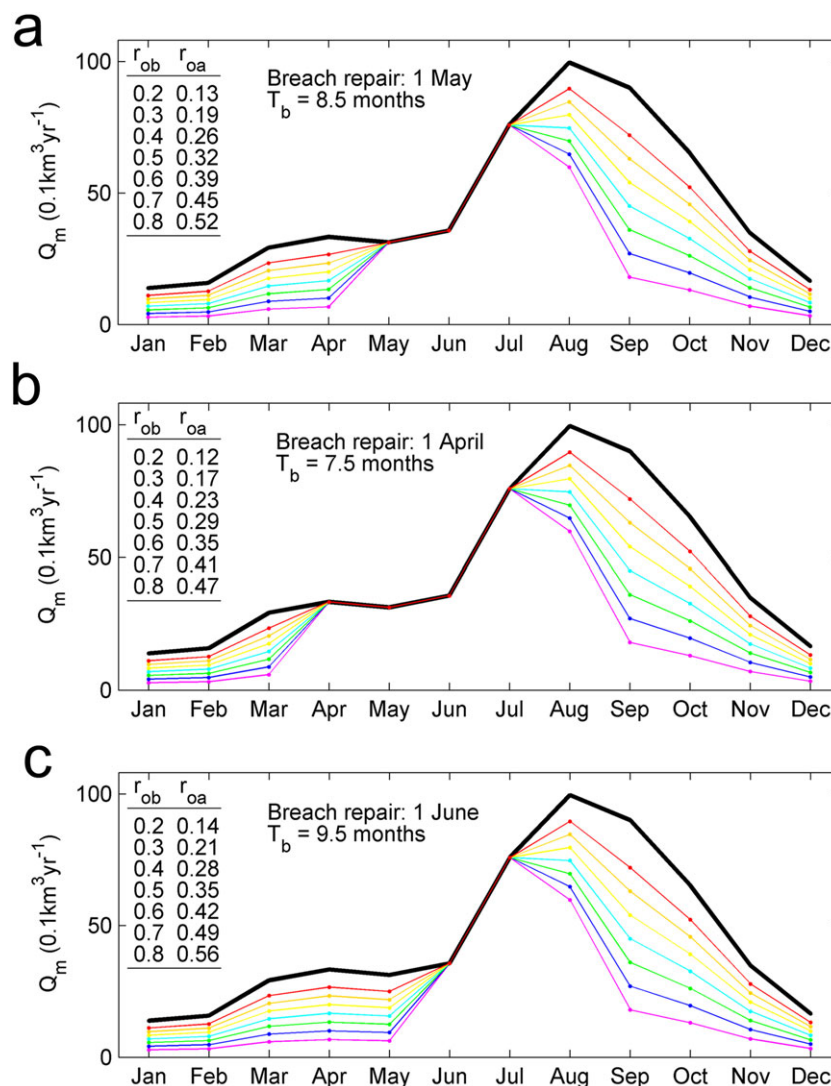 a
r_ob r_oa
0.2 0.13
0.3 0.19
0.4 0.26
0.5 0.32
0.6 0.39
0.7 0.45
0.8 0.52
Breach repair: 1 May
T_b = 8.5 months
100
50
0
Q_m (0.1km³yr⁻¹)
Jan Feb Mar Apr May Jun Jul Aug Sep Oct Nov Dec
b
r_ob r_oa
0.2 0.12
0.3 0.17
0.4 0.23
0.5 0.29
0.6 0.35
0.7 0.41
0.8 0.47
Breach repair: 1 April
T_b = 7.5 months
100
50
0
Q_m (0.1km³yr⁻¹)
Jan Feb Mar Apr May Jun Jul Aug Sep Oct Nov Dec
c
r_ob r_oa
0.2 0.14
0.3 0.21
0.4 0.28
0.5 0.35
0.6 0.42
0.7 0.49
0.8 0.56
Breach repair: 1 June
T_b = 9.5 months
100
50
0
Q_m (0.1km³yr⁻¹)
Jan Feb Mar Apr May Jun Jul Aug Sep Oct Nov Dec